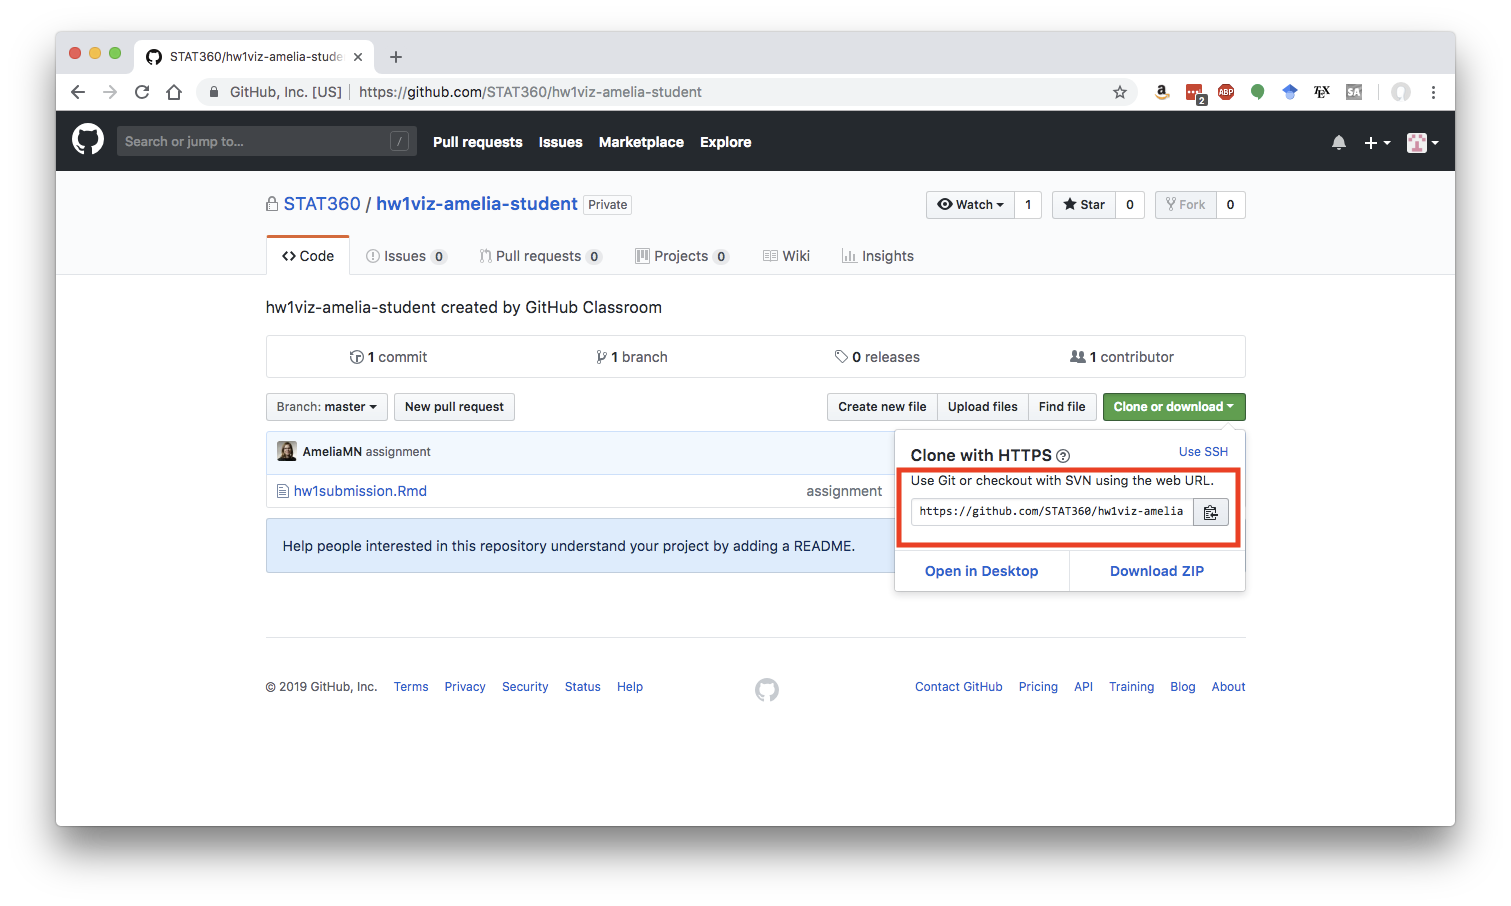 STAT360/hw1viz-amelia-stude
GitHub, Inc. [US] https://github.com/STAT360/hw1viz-amelia-student
a 2 ABP TEX SA
Search or jump to... / Pull requests Issues Marketplace Explore
STAT360 / hw1viz-amelia-student Private Watch 1 Star 0 Fork 0
Code Issues 0 Pull requests 0 Projects 0 Wiki Insights
hw1viz-amelia-student created by GitHub Classroom
1 commit 1 branch 0 releases 1 contributor
Branch: master New pull request Create new file Upload files Find file Clone or download
AmeliaMN assignment
hw1submission.Rmd assignment
Help people interested in this repository understand your project by adding a README.
Clone with HTTPS ? Use SSH
Use Git or checkout with SVN using the web URL.
https://github.com/STAT360/hw1viz-amelia
Open in Desktop Download ZIP
© 2019 GitHub, Inc. Terms Privacy Security Status Help Contact GitHub Pricing API Training Blog About